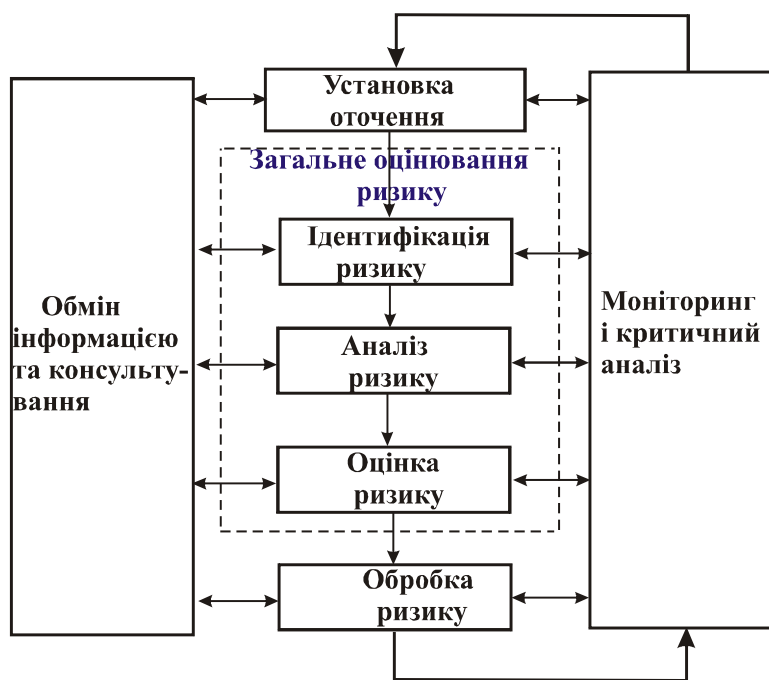 Установка
оточення
Загальне оцінювання
ризику
Ідентифікація
ризику
Обмін
інформацією
та консульту-
вання
Аналіз
ризику
Моніторинг
і критичний
аналіз
Оцінка
ризику
Обробка
ризику